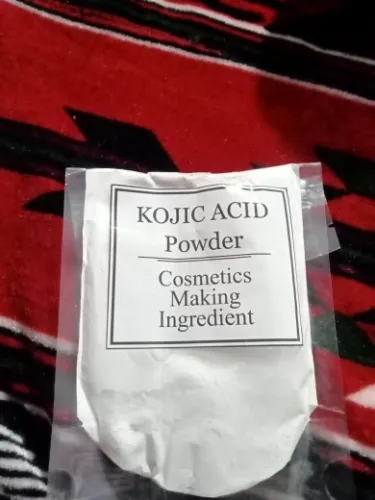 KOJIC ACID
Powder
Cosmetics
Making
Ingredient